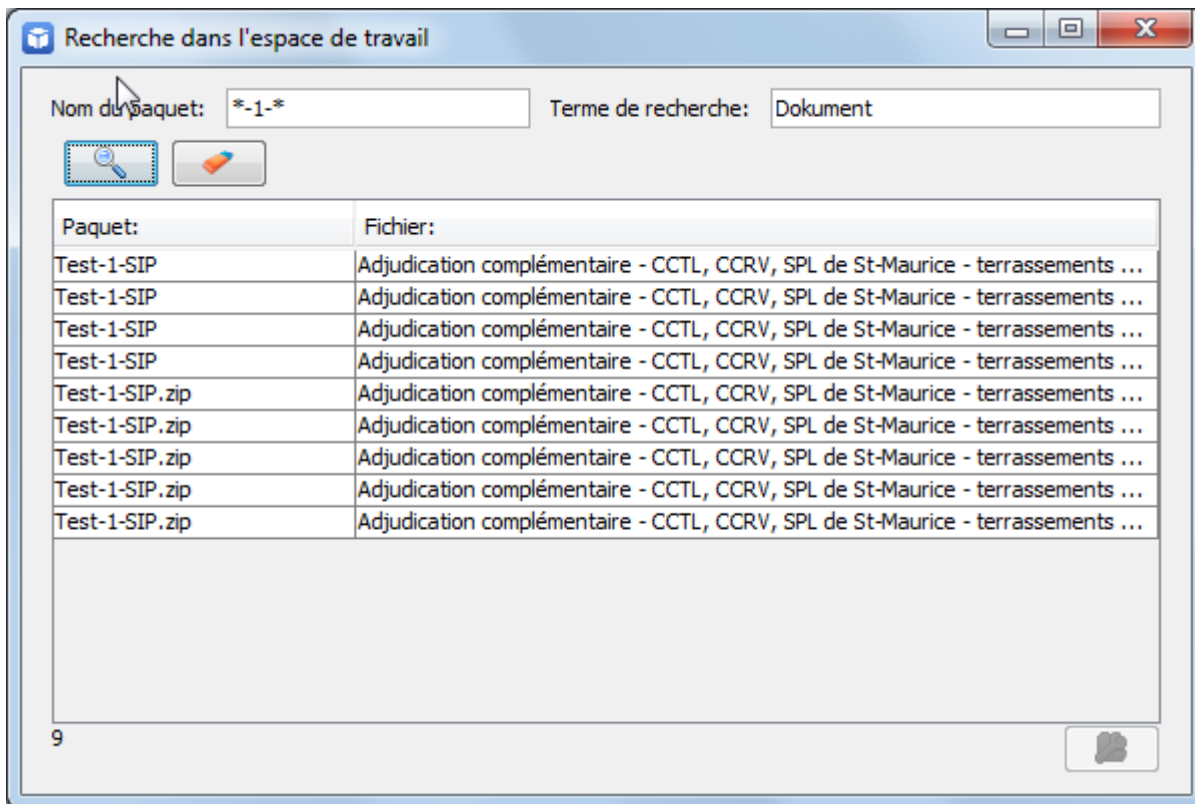 Recherche dans l'espace de travail
Nom du paquet: *-1-* Terme de recherche: Dokument
Paquet: Fichier:
Test-1-SIP Adjudication complémentaire - CCTL, CCRV, SPL de St-Maurice - terrassements ...
Test-1-SIP Adjudication complémentaire - CCTL, CCRV, SPL de St-Maurice - terrassements ...
Test-1-SIP Adjudication complémentaire - CCTL, CCRV, SPL de St-Maurice - terrassements ...
Test-1-SIP Adjudication complémentaire - CCTL, CCRV, SPL de St-Maurice - terrassements ...
Test-1-SIP.zip Adjudication complémentaire - CCTL, CCRV, SPL de St-Maurice - terrassements ...
Test-1-SIP.zip Adjudication complémentaire - CCTL, CCRV, SPL de St-Maurice - terrassements ...
Test-1-SIP.zip Adjudication complémentaire - CCTL, CCRV, SPL de St-Maurice - terrassements ...
Test-1-SIP.zip Adjudication complémentaire - CCTL, CCRV, SPL de St-Maurice - terrassements ...
Test-1-SIP.zip Adjudication complémentaire - CCTL, CCRV, SPL de St-Maurice - terrassements ...
9